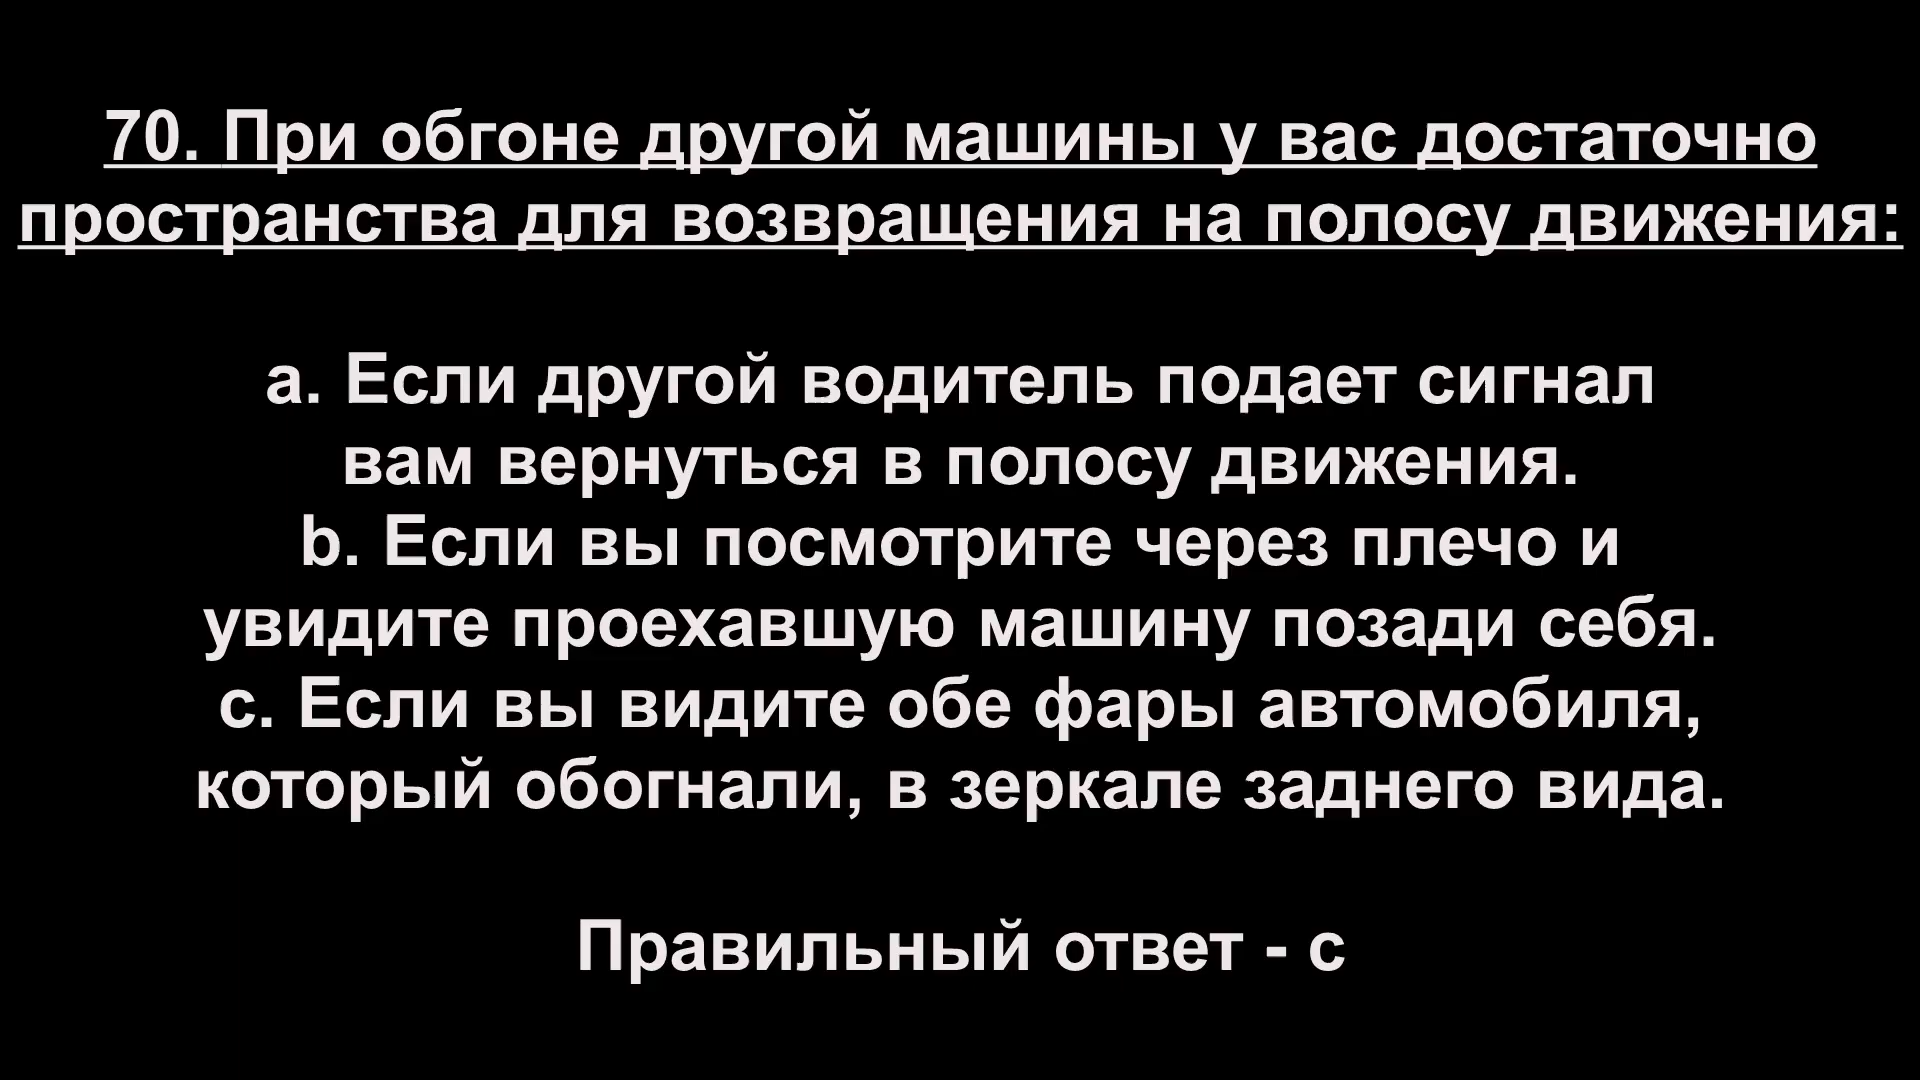 70. При обгоне другой машины у вас достаточно
пространства для возвращения на полосу движения:
a. Если другой водитель подает сигнал
вам вернуться в полосу движения.
b. Если вы посмотрите через плечо и
увидите проехавшую машину позади себя.
c. Если вы видите обе фары автомобиля,
который обогнали, в зеркале заднего вида.
Правильный ответ - c